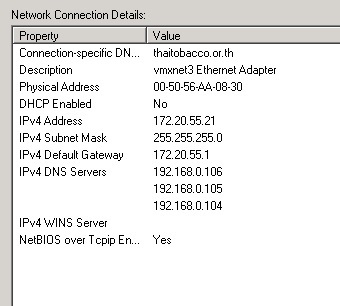 Network Connection Details:
Property Value
Connection-specific DN... thaitobacco.or.th
Description vmxnet3 Ethernet Adapter
Physical Address 00-50-56-AA-08-30
DHCP Enabled No
IPv4 Address 172.20.55.21
IPv4 Subnet Mask 255.255.255.0
IPv4 Default Gateway 172.20.55.1
IPv4 DNS Servers 192.168.0.106
192.168.0.105
192.168.0.104
IPv4 WINS Server
NetBIOS over Tcpip En... Yes